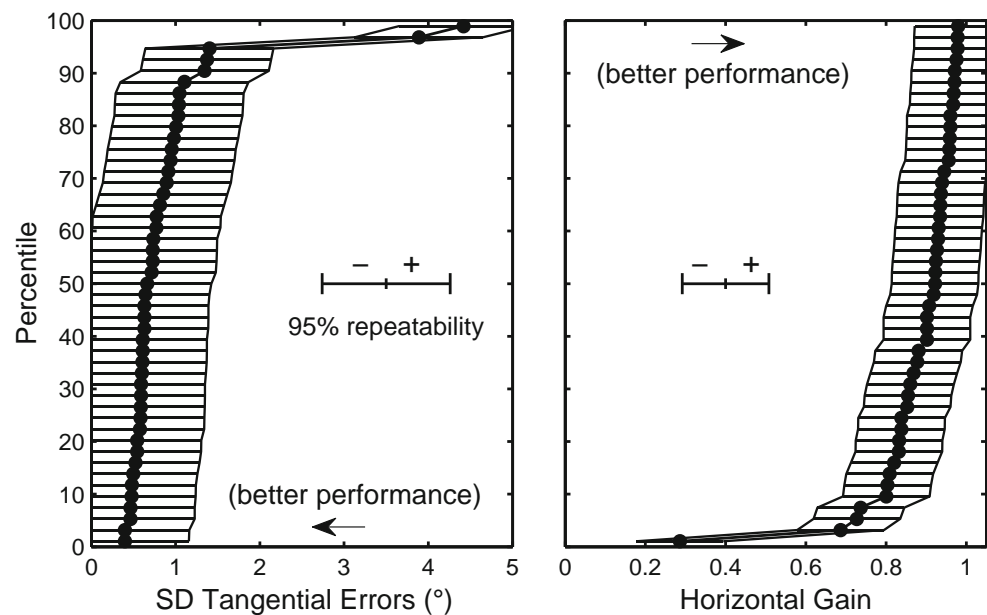 100
90
80
70
60
50
40
30
20
10
0
Percentile
− +
95% repeatability
(better performance)
0 1 2 3 4 5
SD Tangential Errors (°)
(better performance)
− +
0 0.2 0.4 0.6 0.8 1
Horizontal Gain